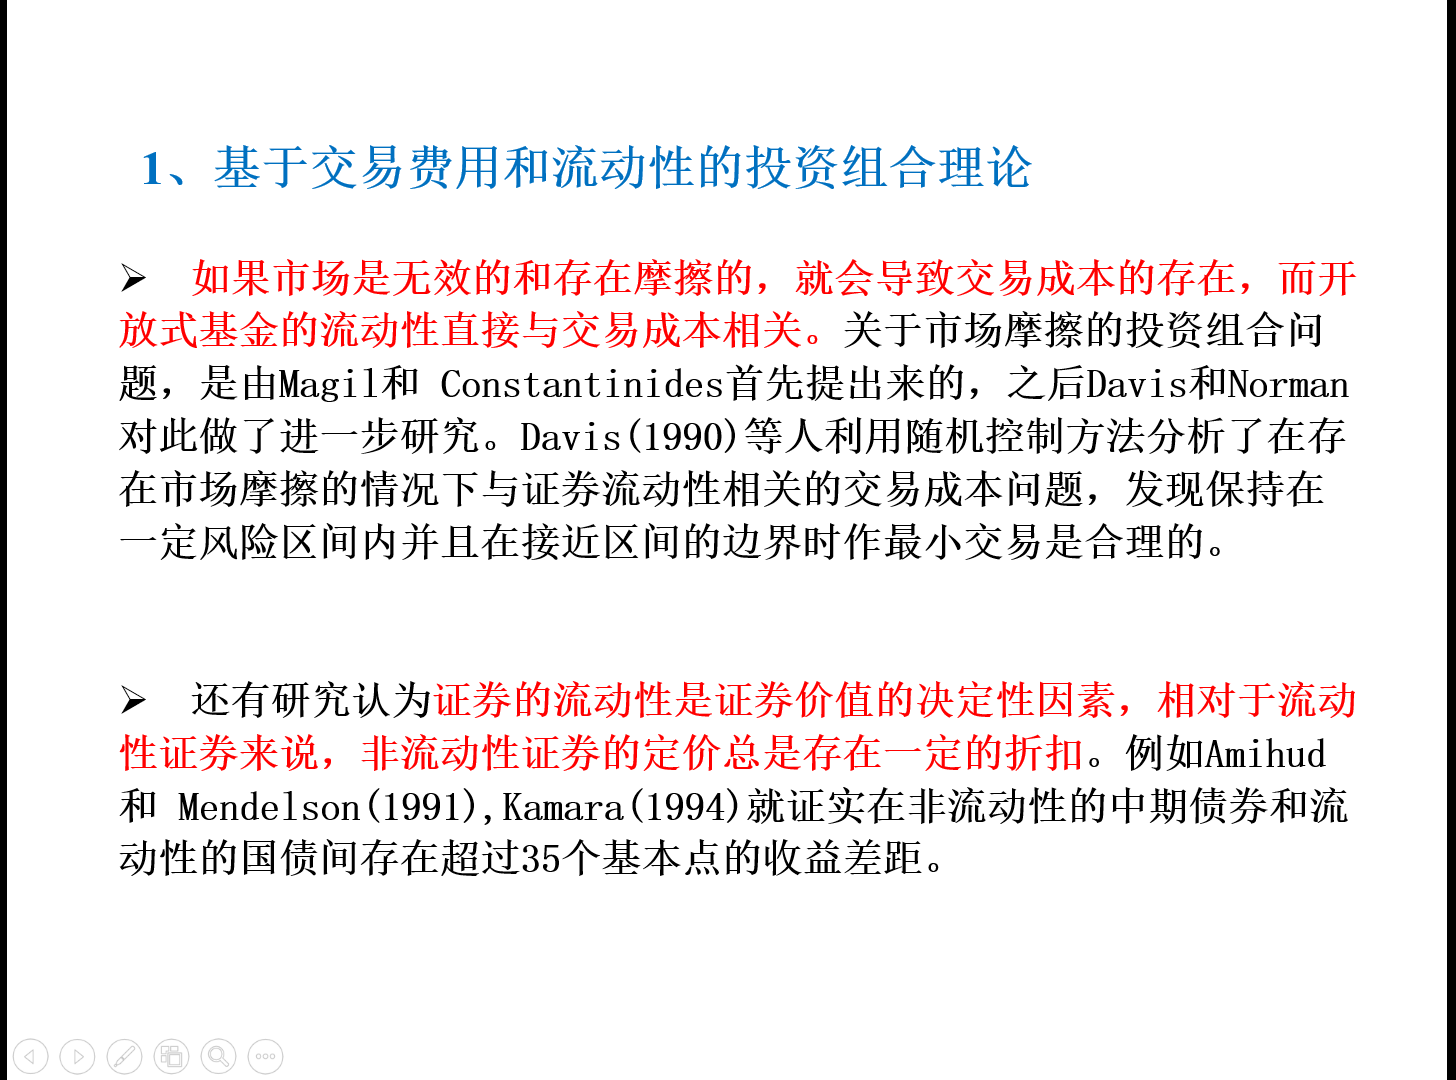 1、基于交易费用和流动性的投资组合理论
➢ 如果市场是无效的和存在摩擦的，就会导致交易成本的存在，而开
放式基金的流动性直接与交易成本相关。关于市场摩擦的投资组合问
题，是由Magil和 Constantinides首先提出来的，之后Davis和Norman
对此做了进一步研究。Davis(1990)等人利用随机控制方法分析了在存
在市场摩擦的情况下与证券流动性相关的交易成本问题，发现保持在
一定风险区间内并且在接近区间的边界时作最小交易是合理的。
➢ 还有研究认为证券的流动性是证券价值的决定性因素，相对于流动
性证券来说，非流动性证券的定价总是存在一定的折扣。例如Amihud
和 Mendelson(1991),Kamara(1994)就证实在非流动性的中期债券和流
动性的国债间存在超过35个基本点的收益差距。